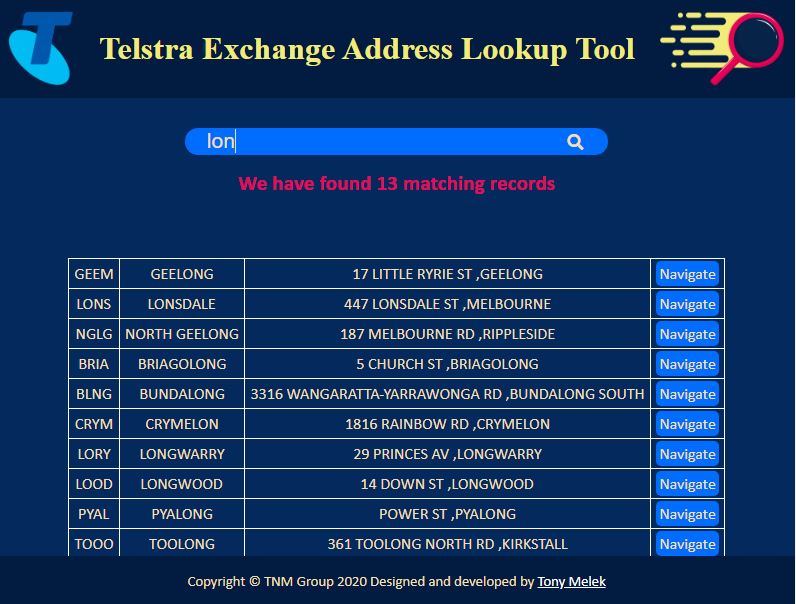 Telstra Exchange Address Lookup Tool
lon
We have found 13 matching records
GEEM GEELONG 17 LITTLE RYRIE ST ,GEELONG Navigate
LONS LONSDALE 447 LONSDALE ST ,MELBOURNE Navigate
NGLG NORTH GEELONG 187 MELBOURNE RD ,RIPPLESIDE Navigate
BRIA BRIAGOLONG 5 CHURCH ST ,BRIAGOLONG Navigate
BLNG BUNDALONG 3316 WANGARATTA-YARRAWONGA RD ,BUNDALONG SOUTH Navigate
CRYM CRYMELON 1816 RAINBOW RD ,CRYMELON Navigate
LORY LONGWARRY 29 PRINCES AV ,LONGWARRY Navigate
LOOD LONGWOOD 14 DOWN ST ,LONGWOOD Navigate
PYAL PYALONG POWER ST ,PYALONG Navigate
TOOO TOOLONG 361 TOOLONG NORTH RD ,KIRKSTALL Navigate
Copyright © TNM Group 2020 Designed and developed by Tony Melek